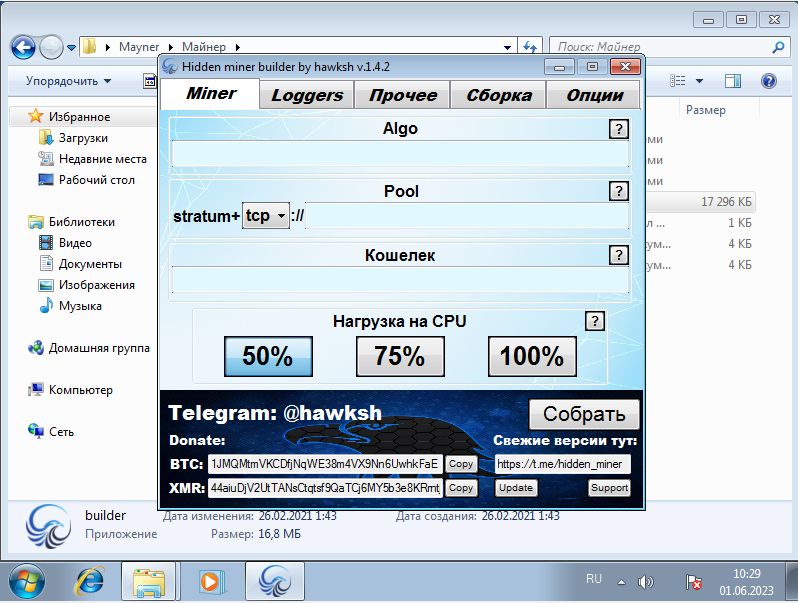 Mayner
Майнер
Поиск: Майнер
Упорядочить
Hidden miner builder by hawksh v.1.4.2
Miner
Loggers
Прочее
Сборка
Опции
Размер
Избранное
Загрузки
Недавние места
Рабочий стол
Библиотеки
Видео
Документы
Изображения
Музыка
Домашняя группа
Компьютер
Сеть
Algo
?
Pool
?
stratum+ tcp ://
Кошелек
?
Нагрузка на CPU
?
50%
75%
100%
ми
ми
ми
17 296 КБ
л ...
1 КБ
ум...
4 КБ
ум...
4 КБ
Telegram: @hawksh
Собрать
Donate:
Свежие версии тут:
BTC:
Copy
https://t.me/hidden_miner
XMR:
Copy
Update
Support
builder
Дата изменения: 26.02.2021 1:43
Дата создания: 26.02.2021 1:43
Приложение
Размер: 16,8 МБ
RU
10:29
01.06.2023